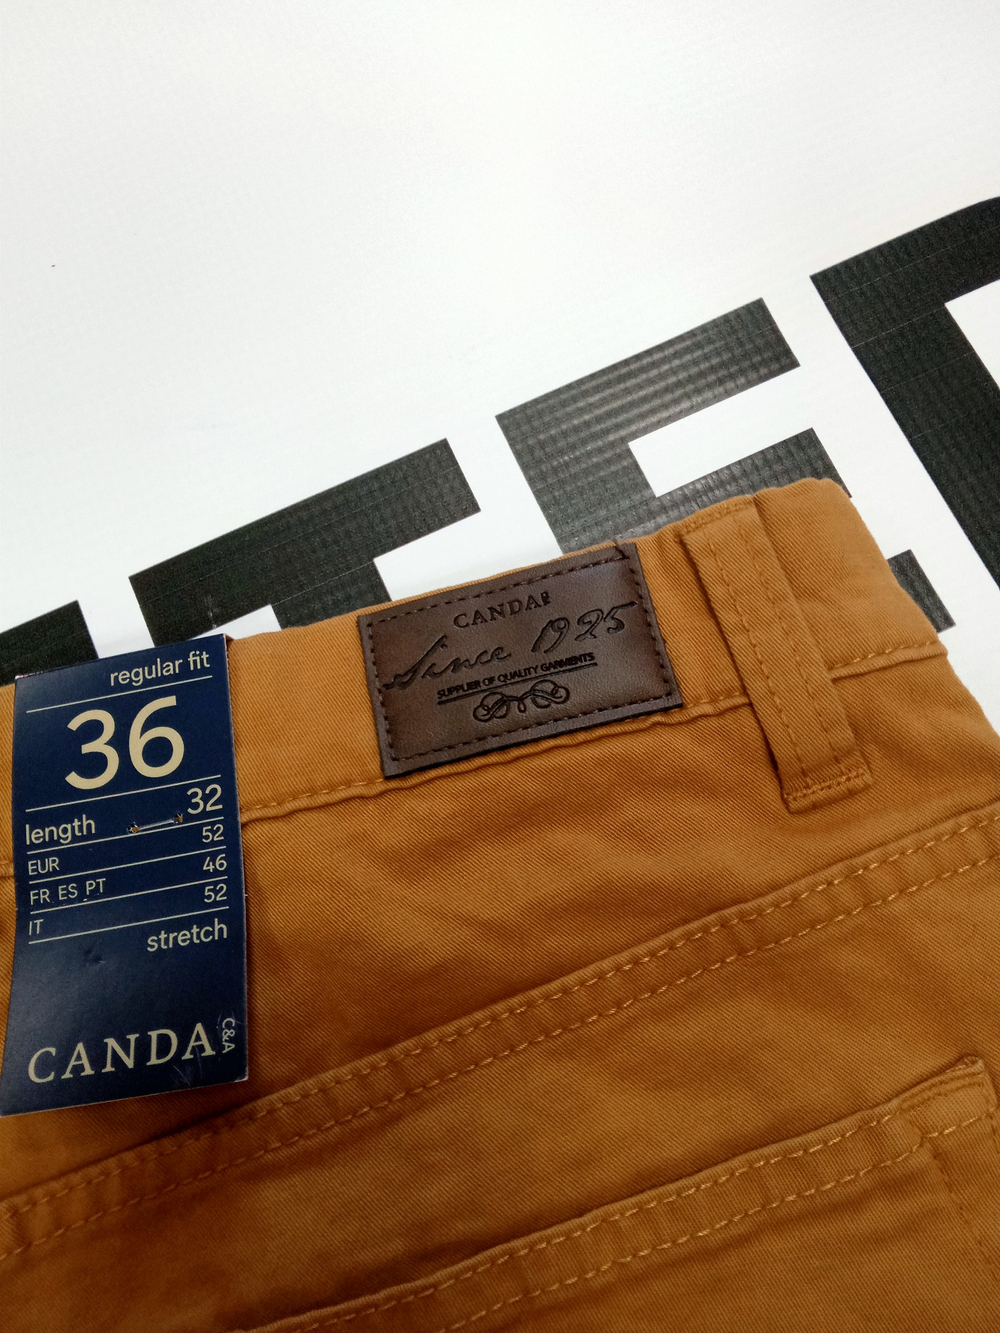 regular fit
36
length 32
EUR 52
FR ES PT 46
IT 52
stretch
CANDA C&A
CANDA
Since 1925
SUPPLIER OF QUALITY GARMENTS